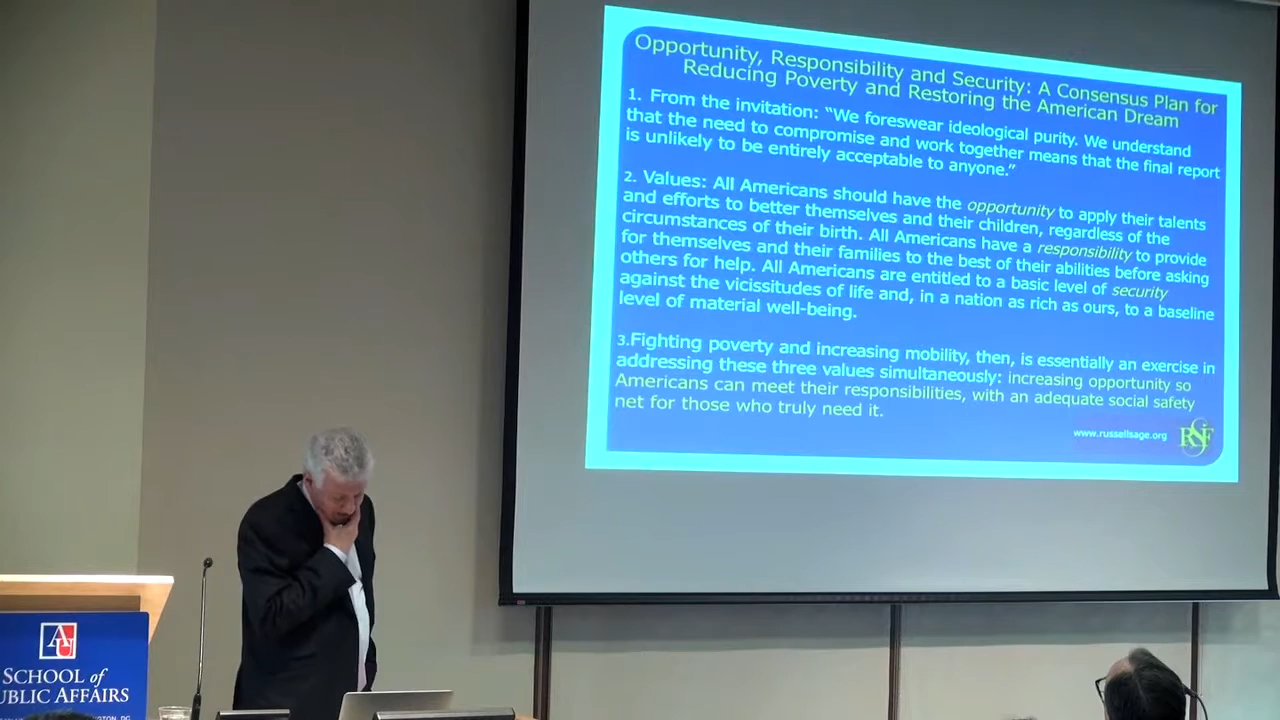 Opportunity, Responsibility and Security: A Consensus Plan for
Reducing Poverty and Restoring the American Dream
1. From the invitation: “We foreswear ideological purity. We understand
that the need to compromise and work together means that the final report
is unlikely to be entirely acceptable to anyone.”
2. Values: All Americans should have the opportunity to apply their talents
and efforts to better themselves and their children, regardless of the
circumstances of their birth. All Americans have a responsibility to provide
for themselves and their families to the best of their abilities before asking
others for help. All Americans are entitled to a basic level of security
against the vicissitudes of life and, in a nation as rich as ours, to a baseline
level of material well-being.
3.Fighting poverty and increasing mobility, then, is essentially an exercise in
addressing these three values simultaneously: increasing opportunity so
Americans can meet their responsibilities, with an adequate social safety
net for those who truly need it.
www.russellsage.org
RSF
AU
SCHOOL of
UBLIC AFFAIRS